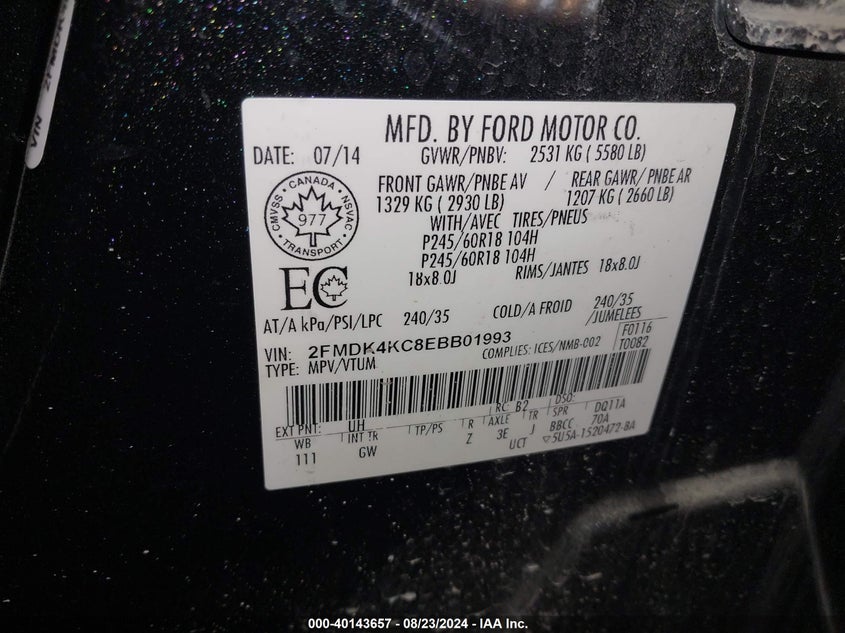 VIN 2FMDK
MFD. BY FORD MOTOR CO.
DATE: 07/14 GVWR/PNBV: 2531 KG ( 5580 LB)
FRONT GAWR/PNBE AV / REAR GAWR/ PNBE AR
1329 KG ( 2930 LB) 1207 KG ( 2660 LB)
WITH/AVEC TIRES/PNEUS
P245/60R18 104H
P245/60R18 104H
18x8.0J RIMS/JANTES 18x8.0J
CANADA
CMVSS NSVAC
977
TRANSPORT
EC
AT/A kPa/PSI/LPC 240/35 COLD/A FROID 240/35
/JUMELEES
VIN: 2FMDK4KC8EBB01993 F0116
TYPE: MPV/VTUM COMPLIES: ICES/NMB-002 T0082
EXT PNT: UH RC: B2 DSO:
WB INT TR TP/PS R AXLE TR SPR DQ11A
111 GW Z 3E J BBCC 70A
UCT 5U5A-1520472-BA
000-40143657 - 08/23/2024 - IAA Inc.